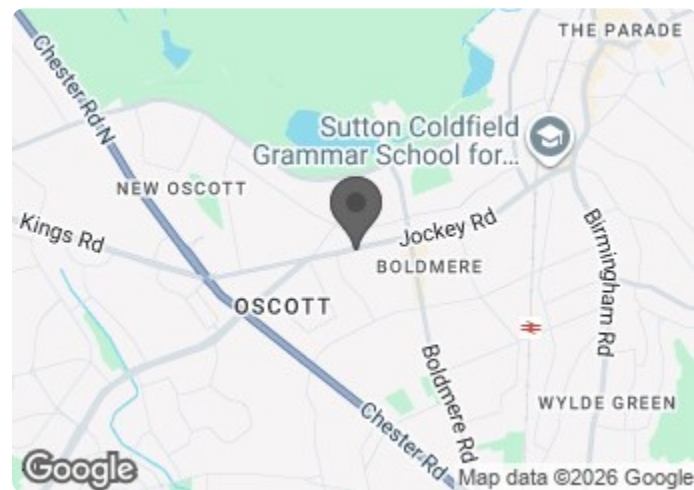 THE PARADE
Chester Rd N
Sutton Coldfield
Grammar School for...
NEW OSCOTT
Kings Rd
Jockey Rd
BOLDMERE
Birmingham Rd
OSCOTT
Boldmere Rd
WYLDE GREEN
Chester Rd
Google
Map data ©2026 Google